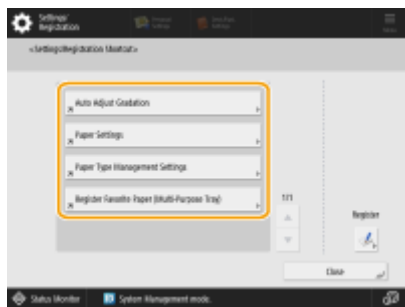 Settings/
Registration
<Settings/Registration Shortcut>
Auto Adjust Gradation
Paper Settings
Paper Type Management Settings
Register Favorite Paper (Multi-Purpose Tray)
1/1
Register
Close
Status Monitor
System Management mode.